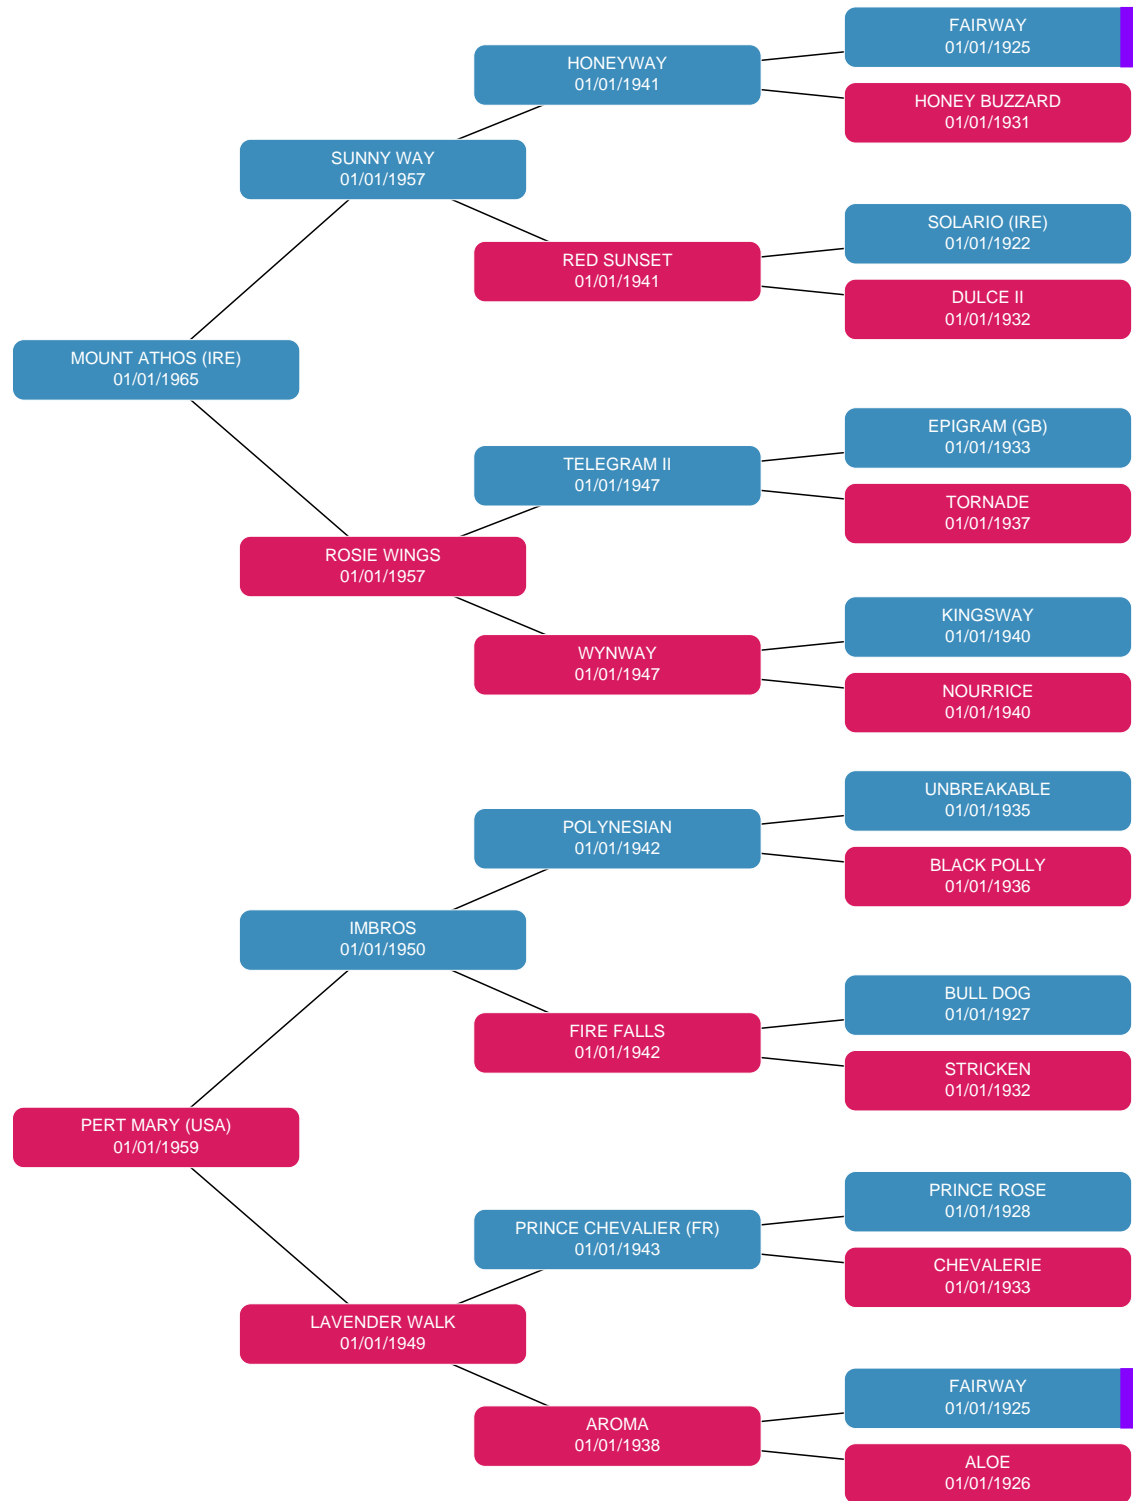 FAIRWAY
01/01/1925
HONEYWAY
01/01/1941
HONEY BUZZARD
01/01/1931
SUNNY WAY
01/01/1957
SOLARIO (IRE)
01/01/1922
RED SUNSET
01/01/1941
DULCE II
01/01/1932
MOUNT ATHOS (IRE)
01/01/1965
EPIGRAM (GB)
01/01/1933
TELEGRAM II
01/01/1947
TORNADE
01/01/1937
ROSIE WINGS
01/01/1957
KINGSWAY
01/01/1940
WYNWAY
01/01/1947
NOURRICE
01/01/1940
UNBREAKABLE
01/01/1935
POLYNESIAN
01/01/1942
BLACK POLLY
01/01/1936
IMBROS
01/01/1950
BULL DOG
01/01/1927
FIRE FALLS
01/01/1942
STRICKEN
01/01/1932
PERT MARY (USA)
01/01/1959
PRINCE ROSE
01/01/1928
PRINCE CHEVALIER (FR)
01/01/1943
CHEVALERIE
01/01/1933
LAVENDER WALK
01/01/1949
FAIRWAY
01/01/1925
AROMA
01/01/1938
ALOE
01/01/1926